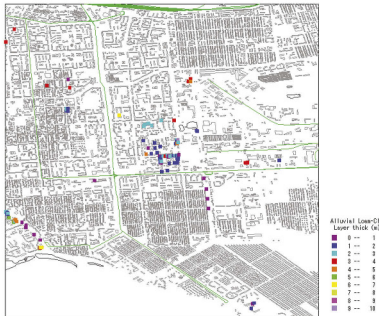 Alluvial Loam-Cl
Layer thick (m)
0 -- 1
1 -- 2
2 -- 3
3 -- 4
4 -- 5
5 -- 6
6 -- 7
7 -- 8
8 -- 9
9 -- 10